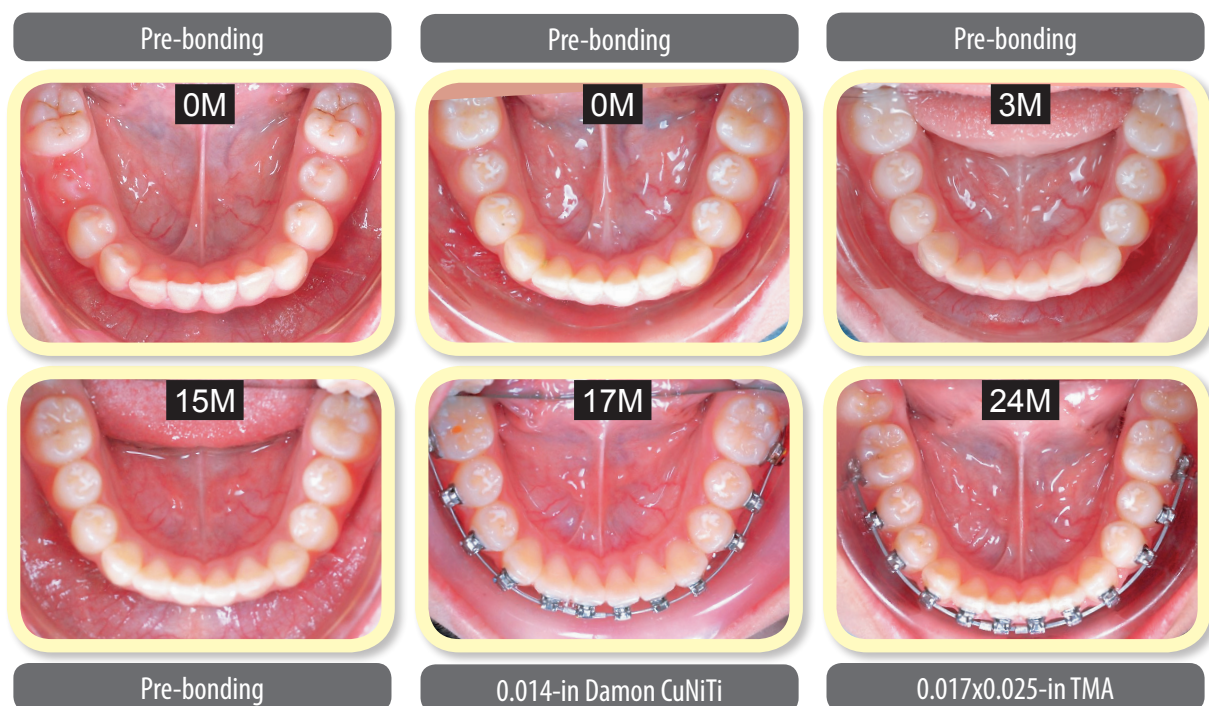 Pre-bonding
Pre-bonding
Pre-bonding
0M
0M
3M
15M
17M
24M
Pre-bonding
0.014-in Damon CuNiTi
0.017x0.025-in TMA